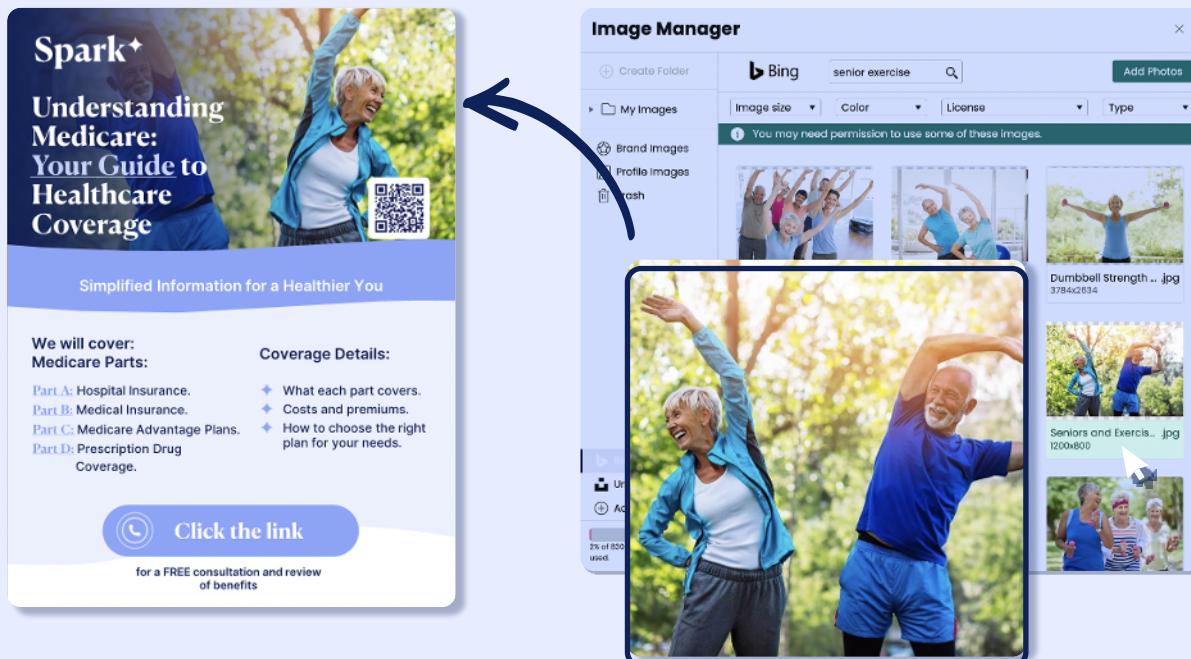 Spark
Understanding
Medicare:
Your Guide to
Healthcare
Coverage
Simplified Information for a Healthier You
We will cover:
Medicare Parts:
Part A: Hospital Insurance.
Part B: Medical Insurance.
Part C: Medicare Advantage Plans.
Part D: Prescription Drug
Coverage.
Coverage Details:
What each part covers.
Costs and premiums.
How to choose the right
plan for your needs.
Click the link
for a FREE consultation and review
of benefits
Image Manager
Create Folder
Bing
senior exercise
Add Photos
My Images
Image size
Color
License
Type
You may need permission to use some of these images.
Brand Images
Profile Images
Dumbbell Strength ... .jpg
3784x2634
Seniors and Exercis... .jpg
1200x800
2% of
used.